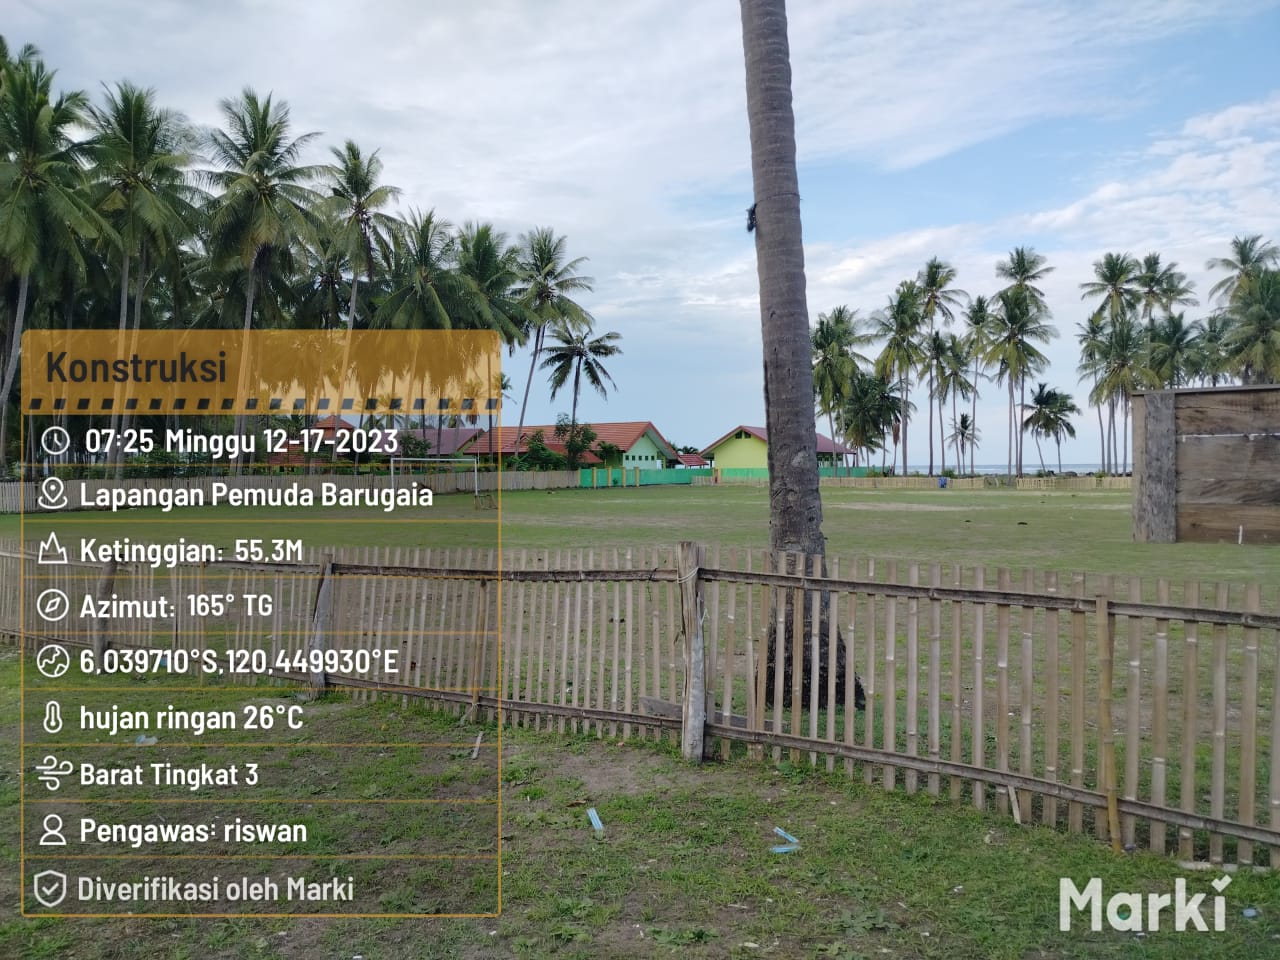 Konstruksi
07:25 Minggu 12-17-2023
Lapangan Pemuda Barugaia
Ketinggian: 55,3M
Azimut: 165° TG
6,039710°S,120,449930°E
hujan ringan 26°C
Barat Tingkat 3
Pengawas: riswan
Diverifikasi oleh Marki
Marki